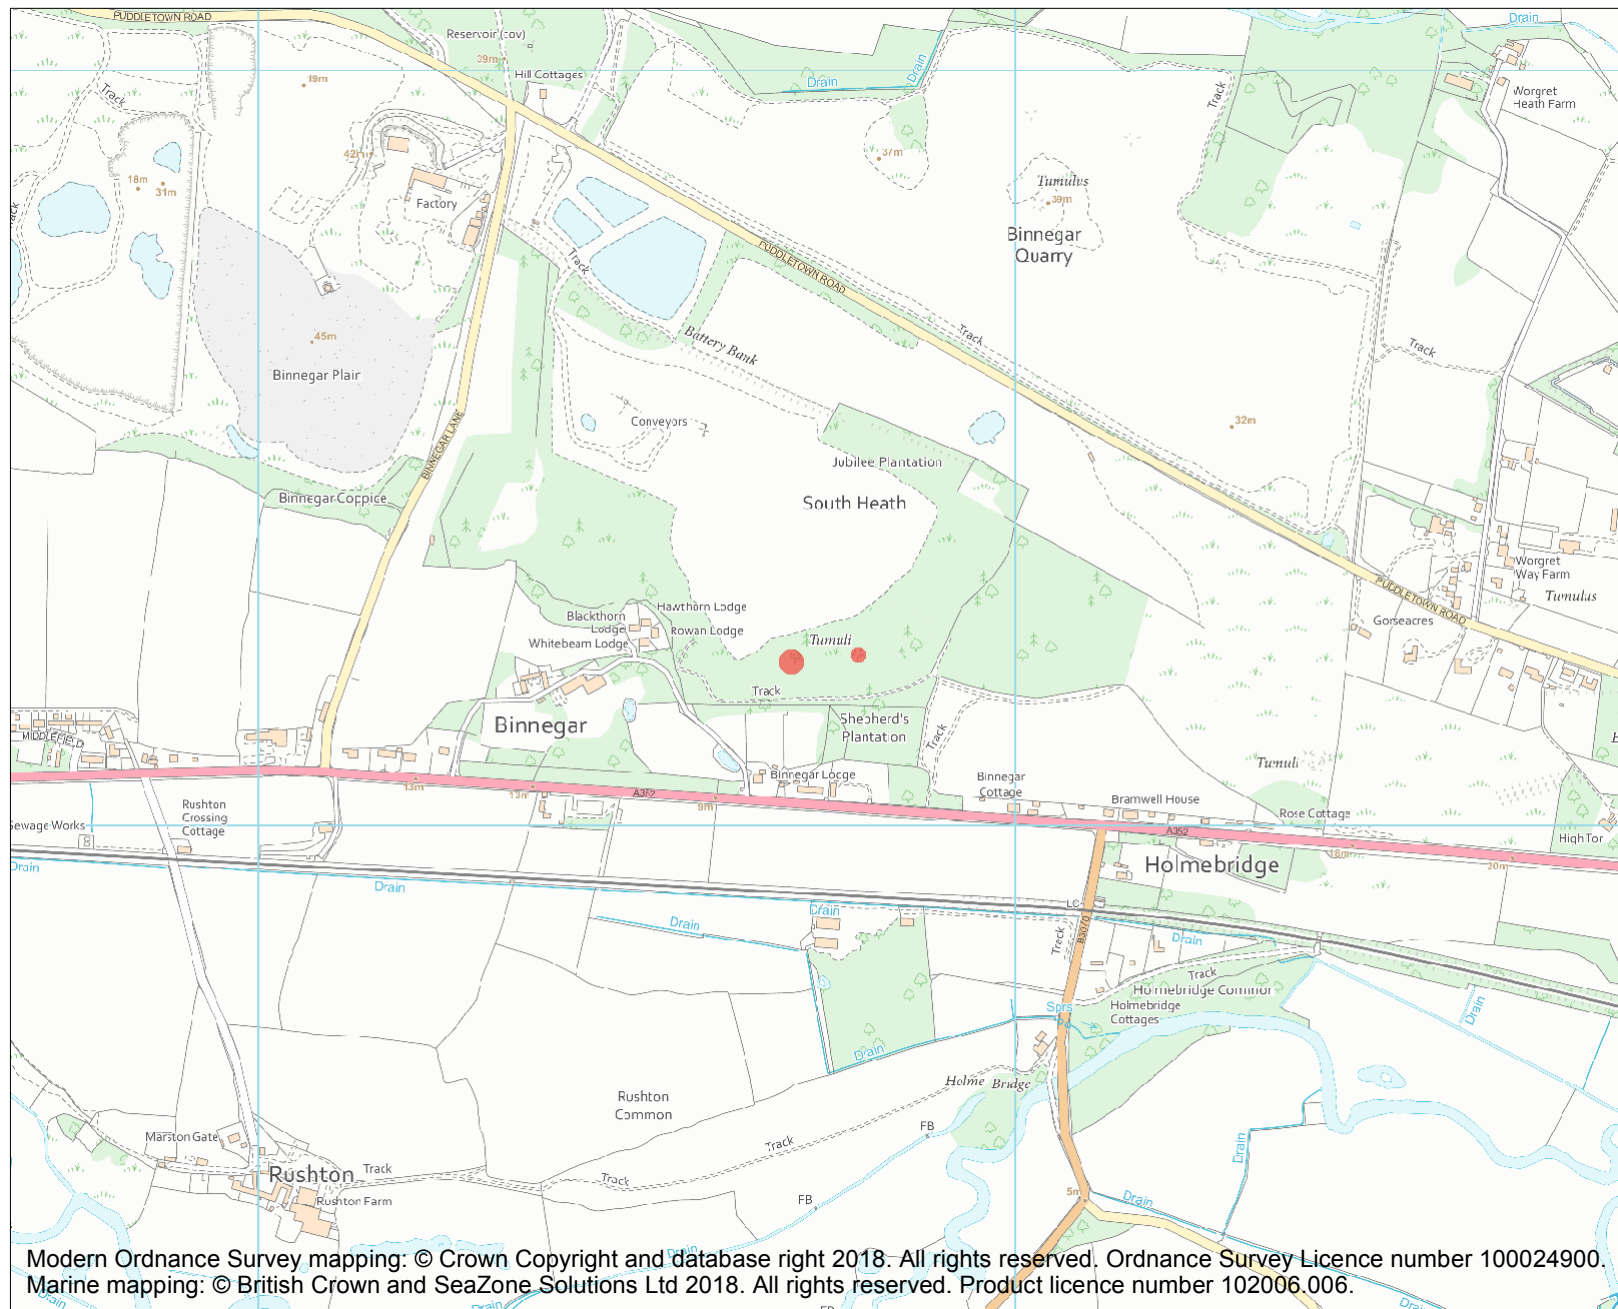 PUDDLETOWN ROAD
Drain
Reservoir (cov)
39m
Hill Cottages
Drain
Drain
19m
Track
Track
Worgret
Heath Farm
42m
37m
18m
31m
Tumulus
39m
Factory
Track
Binnegar
Quarry
Track
PUDDLETOWN ROAD
45m
Battery Bank
Track
Track
Binnegar Plair
Conveyors
32m
BINNEGAR LANE
Jubilee Plantation
Binnegar Coppice
South Heath
Worgret
Way Farm
PUDDLETOWN ROAD
Tumulus
Hawthorn Lodge
Blackthorn
Lodge
Rowan Lodge
Whitebeam Lodge
Tumuli
Gorseacres
Track
Binnegar
Shepherd's
Plantation
Track
MIDDLEFIELD
Tumuli
Binnegar Lodge
Binnegar
Cottage
13m
13m
A352
9m
Bramwell House
Rushton
Crossing
Cottage
Rose Cottage
Sewage Works
A352
High Tor
18m
20m
Holmebridge
Drain
Drain
LC
Drain
Drain
B3070
Track
Drain
Track
Holmebridge Common
Sprs
Holmebridge
Cottages
Drain
Drain
Holme Bridge
Rushton
Common
FB
Marston Gate
Track
Drain
Rushton
Track
Track
Rushton Farm
FB
5m
Drain
Drain
Modern Ordnance Survey mapping: © Crown Copyright and database right 2018. All rights reserved. Ordnance Survey Licence number 100024900.
Marine mapping: © British Crown and SeaZone Solutions Ltd 2018. All rights reserved. Product licence number 102006.006.
Drain
Drain
Drain